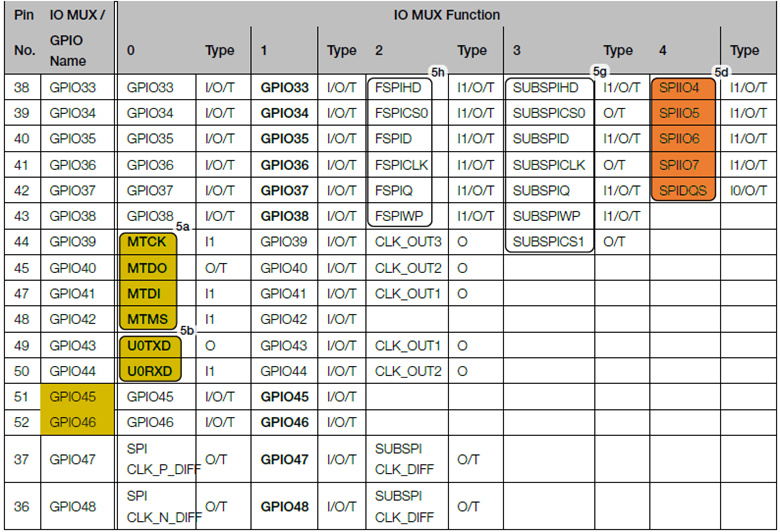 Pin IO MUX / IO MUX Function
No. GPIO Name 0 Type 1 Type 2 Type 3 Type 4 Type
5h 5g 5d
38 GPIO33 GPIO33 I/O/T GPIO33 I/O/T FSPIHD I1/O/T SUBSPIHD I1/O/T SPIIO4 I1/O/T
39 GPIO34 GPIO34 I/O/T GPIO34 I/O/T FSPICS0 I1/O/T SUBSPICS0 O/T SPIIO5 I1/O/T
40 GPIO35 GPIO35 I/O/T GPIO35 I/O/T FSPID I1/O/T SUBSPID I1/O/T SPIIO6 I1/O/T
41 GPIO36 GPIO36 I/O/T GPIO36 I/O/T FSPICLK I1/O/T SUBSPICLK O/T SPIIO7 I1/O/T
42 GPIO37 GPIO37 I/O/T GPIO37 I/O/T FSPIQ I1/O/T SUBSPIQ I1/O/T SPIDQS I0/O/T
43 GPIO38 GPIO38 I/O/T GPIO38 I/O/T FSPIWP I1/O/T SUBSPIWP I1/O/T
5a
44 GPIO39 MTCK I1 GPIO39 I/O/T CLK_OUT3 O SUBSPICS1 O/T
45 GPIO40 MTDO O/T GPIO40 I/O/T CLK_OUT2 O
47 GPIO41 MTDI I1 GPIO41 I/O/T CLK_OUT1 O
48 GPIO42 MTMS I1 GPIO42 I/O/T
5b
49 GPIO43 U0TXD O GPIO43 I/O/T CLK_OUT1 O
50 GPIO44 U0RXD I1 GPIO44 I/O/T CLK_OUT2 O
51 GPIO45 GPIO45 I/O/T GPIO45 I/O/T
52 GPIO46 GPIO46 I/O/T GPIO46 I/O/T
37 GPIO47 SPI CLK_P_DIFF O/T GPIO47 I/O/T SUBSPI CLK_DIFF O/T
36 GPIO48 SPI CLK_N_DIFF O/T GPIO48 I/O/T SUBSPI CLK_DIFF O/T